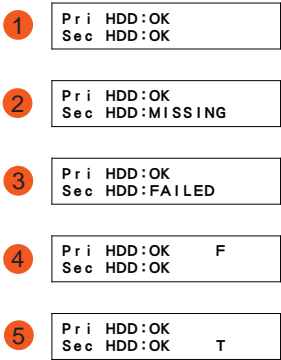 1
Pri HDD:OK
Sec HDD:OK
2
Pri HDD:OK
Sec HDD:MISSING
3
Pri HDD:OK
Sec HDD:FAILED
4
Pri HDD:OK F
Sec HDD:OK
5
Pri HDD:OK
Sec HDD:OK T